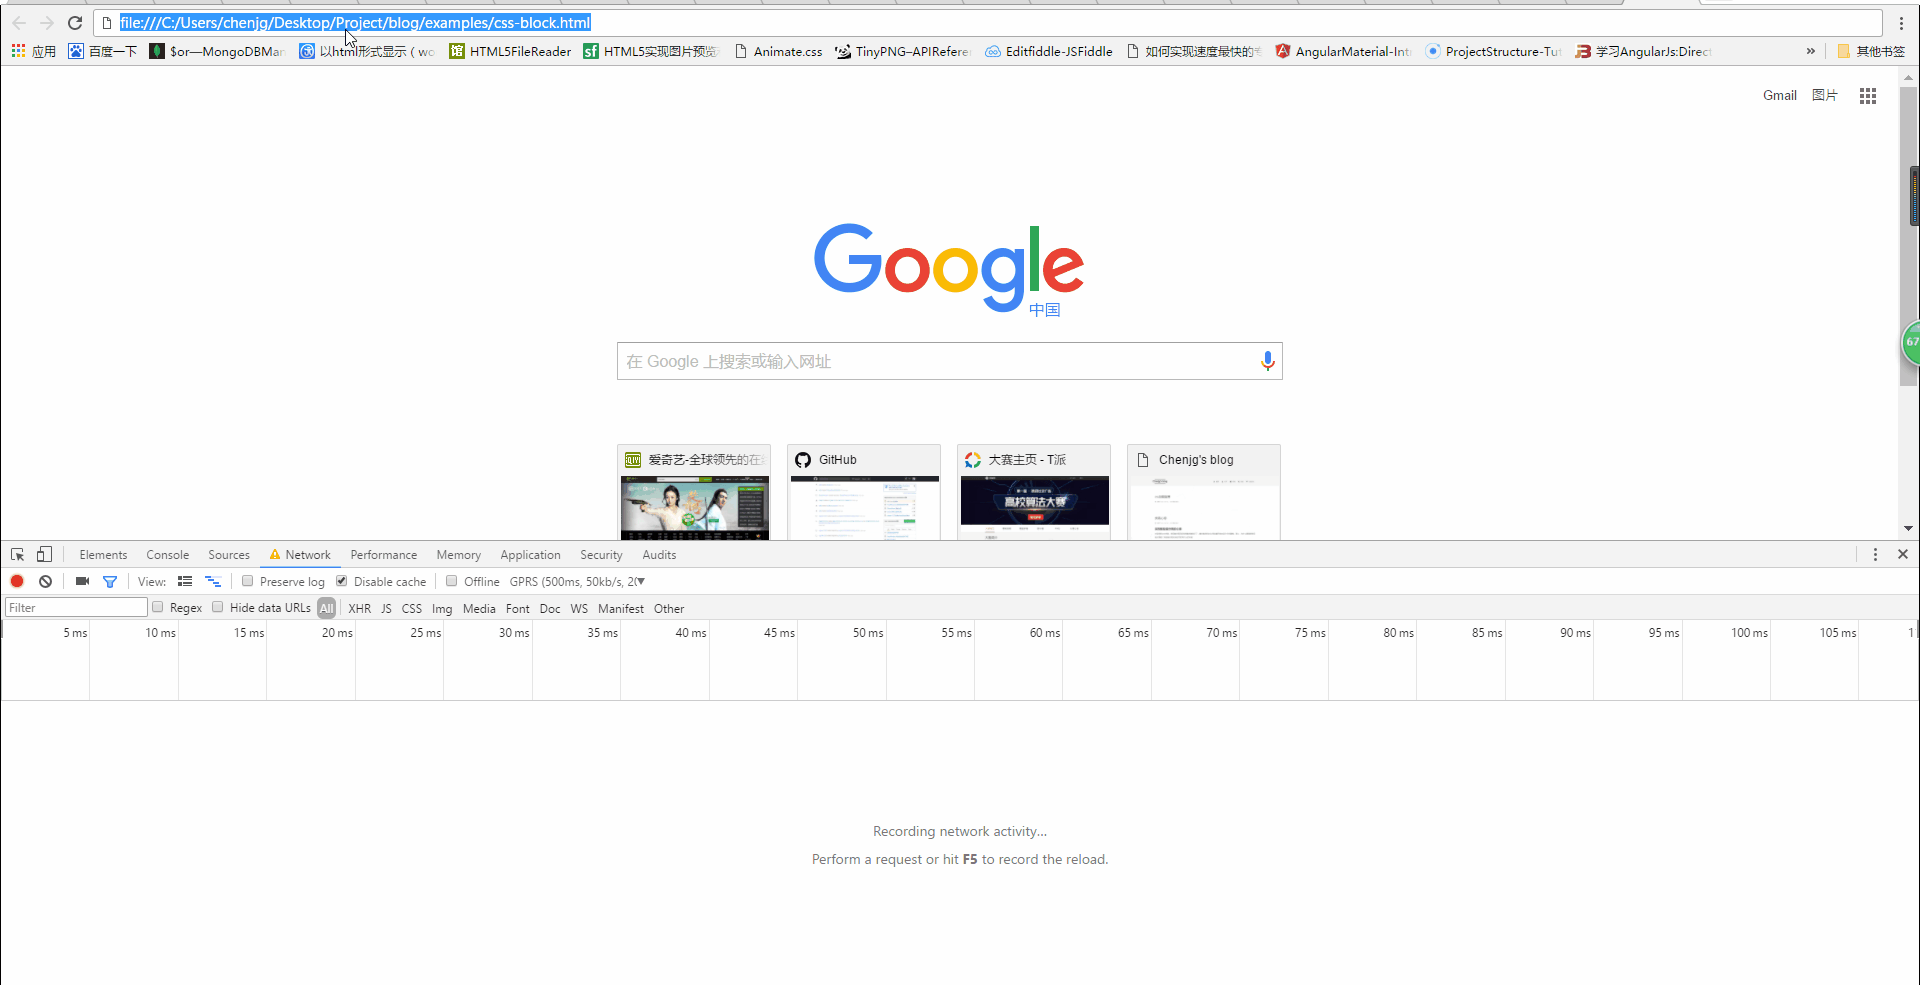 file:///C:/Users/chenjg/Desktop/Project/blog/examples/css-block.html
应用 百度一下 $or—MongoDBMan 以html形式显示（wo HTML5FileReader HTML5实现图片预览 Animate.css TinyPNG–APIRefere Editfiddle-JSFiddle 如何实现速度最快的 AngularMaterial-Int ProjectStructure-Tut 学习AngularJs:Direct » 其他书签
Gmail 图片
Google
中国
在 Google 上搜索或输入网址
爱奇艺-全球领先的在 GitHub 大赛主页 - T派 Chenjg's blog
高校算法大赛
67
Elements Console Sources Network Performance Memory Application Security Audits
View: Preserve log Disable cache Offline GPRS (500ms, 50kb/s, 20
Filter Regex Hide data URLs All XHR JS CSS Img Media Font Doc WS Manifest Other
5 ms 10 ms 15 ms 20 ms 25 ms 30 ms 35 ms 40 ms 45 ms 50 ms 55 ms 60 ms 65 ms 70 ms 75 ms 80 ms 85 ms 90 ms 95 ms 100 ms 105 ms 1
Recording network activity...
Perform a request or hit F5 to record the reload.